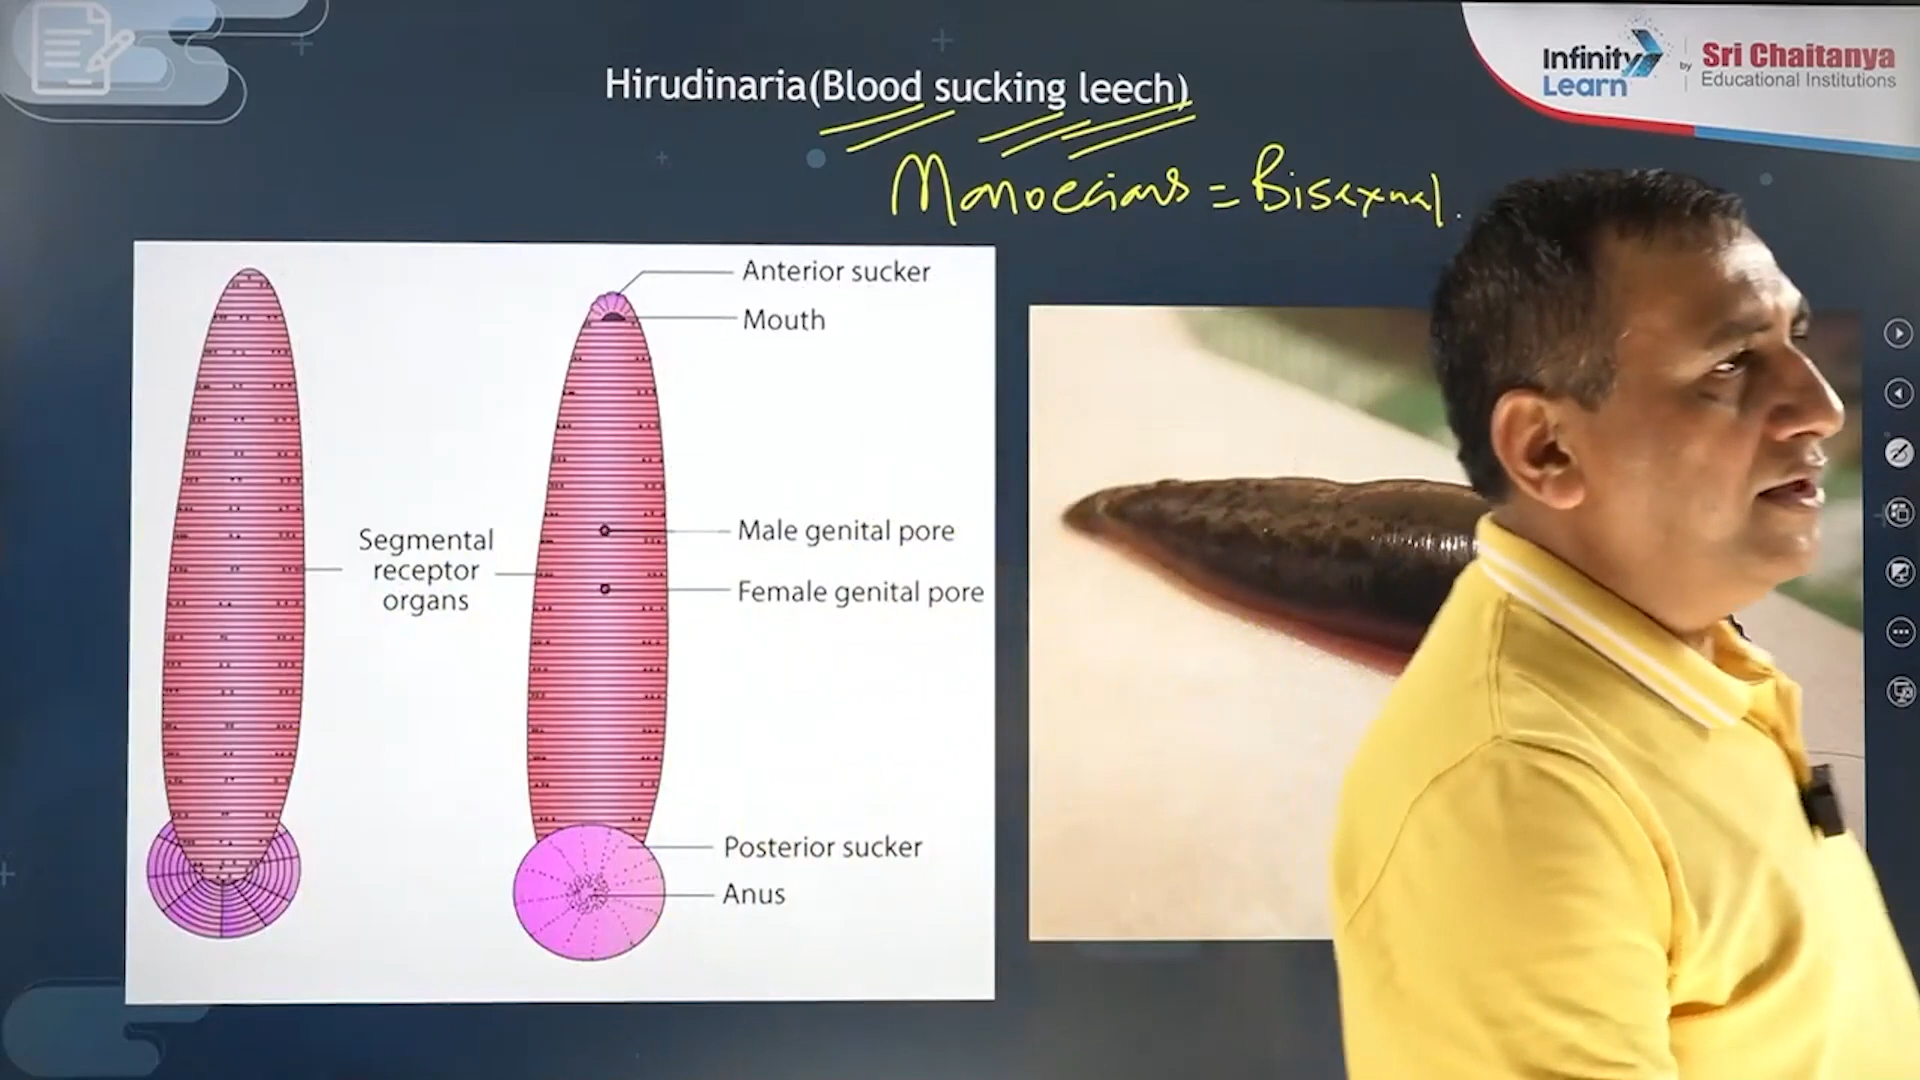 Infinity
Learn
by
Sri Chaitanya
Educational Institutions
Hirudinaria(Blood sucking leech)
Monoecious = Bisexual.
Anterior sucker
Mouth
Segmental
receptor
organs
Male genital pore
Female genital pore
Posterior sucker
Anus